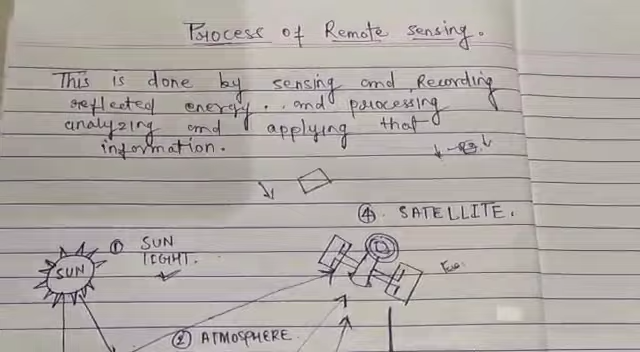 Process of Remote sensing.
This is done by sensing and Recording
reflected energy.. and processing
analyzing and applying that
information.
④. SATELLITE.
① SUN
LIGHT.
SUN
② ATMOSPHERE